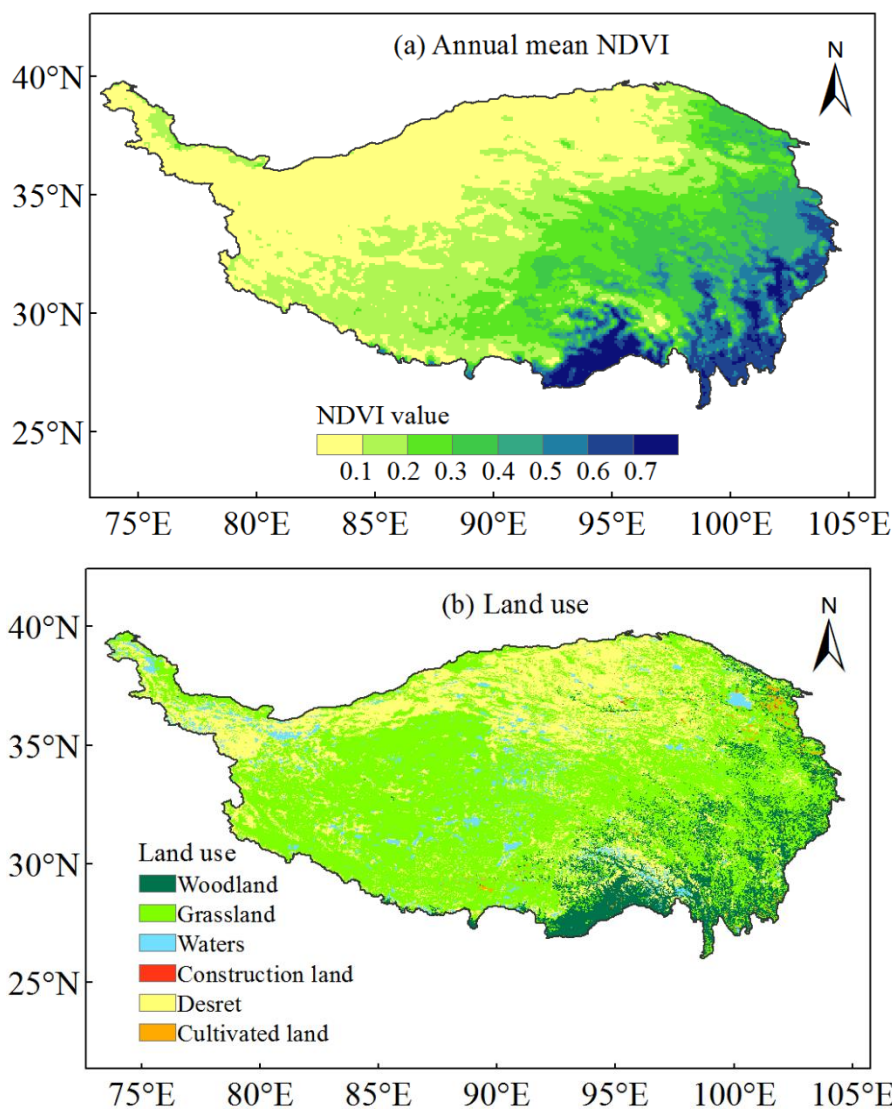 (a) Annual mean NDVI
N
40°N
35°N
30°N
25°N
NDVI value
0.1 0.2 0.3 0.4 0.5 0.6 0.7
75°E 80°E 85°E 90°E 95°E 100°E 105°E
(b) Land use
N
40°N
35°N
30°N
25°N
Land use
Woodland
Grassland
Waters
Construction land
Desret
Cultivated land
75°E 80°E 85°E 90°E 95°E 100°E 105°E